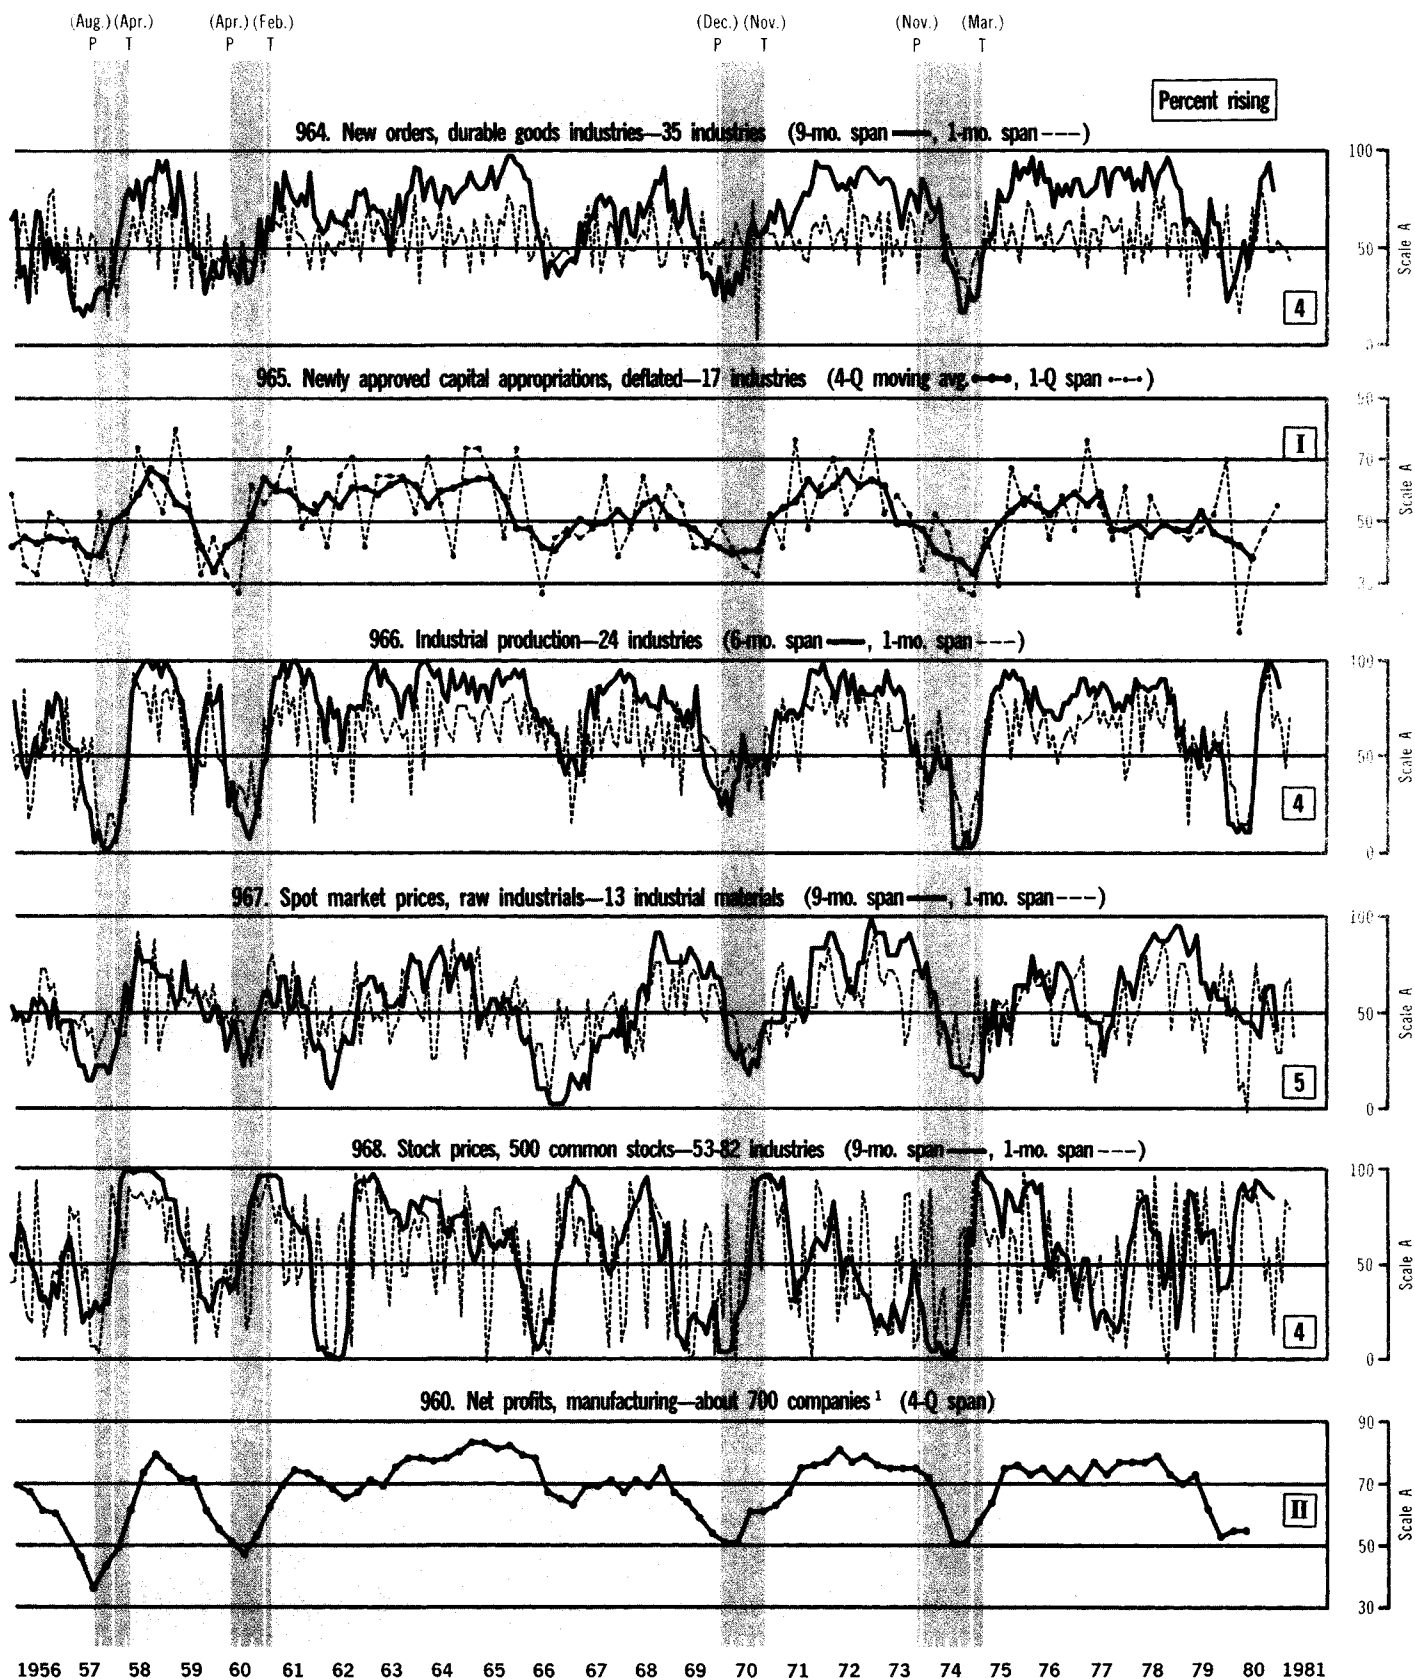 (Aug.) (Apr.) (Apr.) (Feb.) (Dec.) (Nov.) (Nov.) (Mar.)
P T P T P T P T
Percent rising
964. New orders, durable goods industries—35 industries (9-mo. span ——, 1-mo. span ---)
100
50
Scale A
4
965. Newly approved capital appropriations, deflated—17 industries (4-Q moving avg. •—•—•, 1-Q span •--•)
90
I
70
50
Scale A
966. Industrial production—24 industries (6-mo. span ——, 1-mo. span ---)
100
50
Scale A
4
0
967. Spot market prices, raw industrials—13 industrial materials (9-mo. span ——, 1-mo. span ---)
100
50
Scale A
5
0
968. Stock prices, 500 common stocks—53-82 industries (9-mo. span ——, 1-mo. span ---)
100
50
Scale A
4
0
960. Net profits, manufacturing—about 700 companies ¹ (4-Q span)
90
70
II
50
Scale A
30
1956 57 58 59 60 61 62 63 64 65 66 67 68 69 70 71 72 73 74 75 76 77 78 79 80 1981